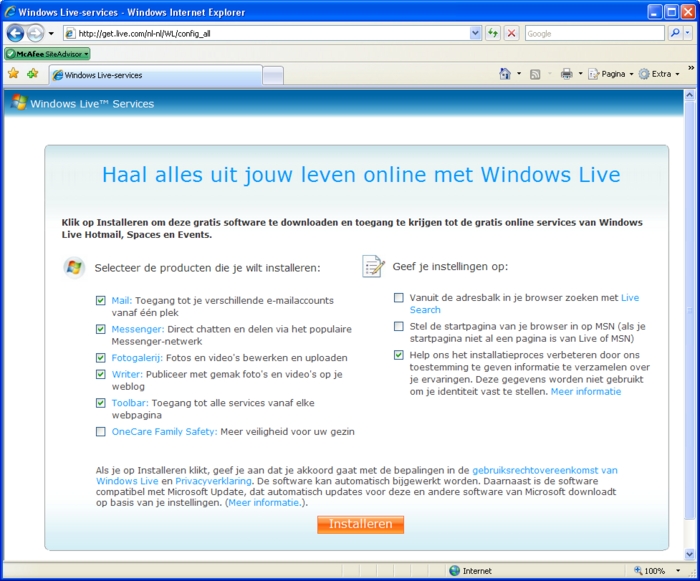 Windows Live-services - Windows Internet Explorer
http://get.live.com/nl-nl/WL/config_all
Google
McAfee SiteAdvisor
Windows Live-services
Pagina
Extra
»
Windows Live™ Services
Haal alles uit jouw leven online met Windows Live
Klik op Installeren om deze gratis software te downloaden en toegang te krijgen tot de gratis online services van Windows
Live Hotmail, Spaces en Events.
Selecteer de producten die je wilt installeren:
Mail: Toegang tot je verschillende e-mailaccounts
vanaf één plek
Messenger: Direct chatten en delen via het populaire
Messenger-netwerk
Fotogalerij: Fotos en video's bewerken en uploaden
Writer: Publiceer met gemak foto's en video's op je
weblog
Toolbar: Toegang tot alle services vanaf elke
webpagina
OneCare Family Safety: Meer veiligheid voor uw gezin
Geef je instellingen op:
Vanuit de adresbalk in je browser zoeken met Live
Search
Stel de startpagina van je browser in op MSN (als je
startpagina niet al een pagina is van Live of MSN)
Help ons het installatieproces verbeteren door ons
toestemming te geven informatie te verzamelen over
je ervaringen. Deze gegevens worden niet gebruikt
om je identiteit vast te stellen. Meer informatie
Als je op Installeren klikt, geef je aan dat je akkoord gaat met de bepalingen in de gebruiksrechtovereenkomst van
Windows Live en Privacyverklaring. De software kan automatisch bijgewerkt worden. Daarnaast is de software
compatibel met Microsoft Update, dat automatisch updates voor deze en andere software van Microsoft downloadt
op basis van je instellingen. (Meer informatie.).
Installeren
Internet
100%